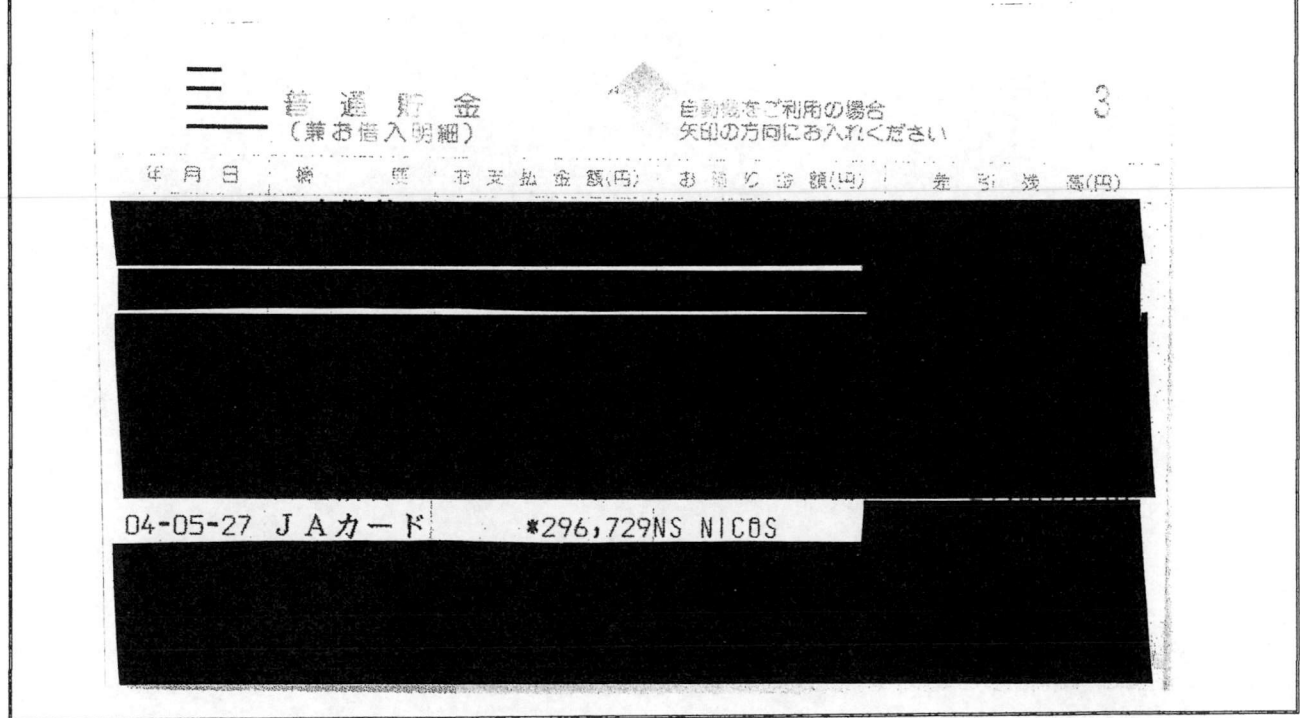 普通貯金
(兼お借入明細)
自動機をご利用の場合
矢印の方向にお入れください
3
年月日 摘要 お支払金額(円) お預り金額(円) 差引残高(円)
04-05-27 JAカード *296,729 NS NICOS